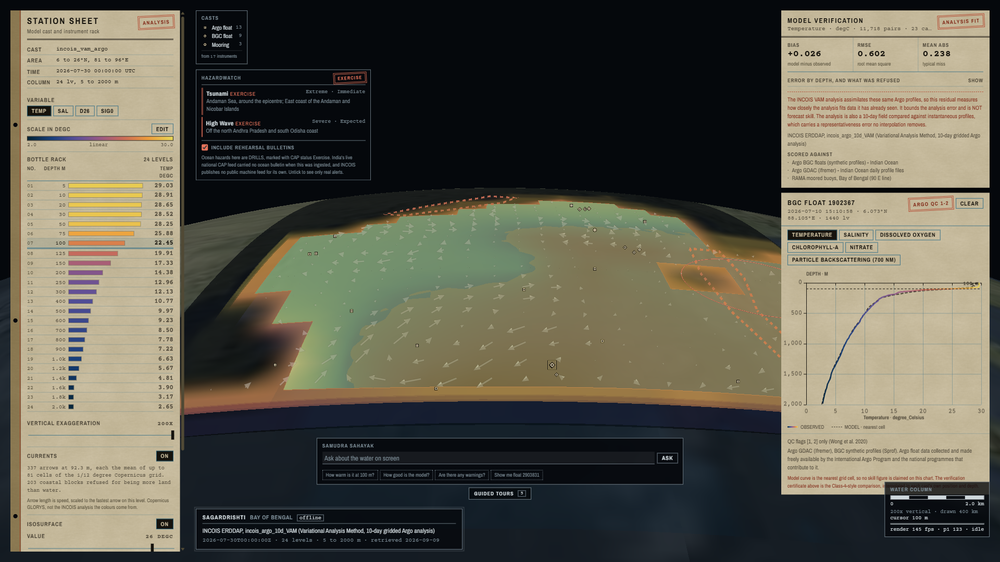 STATION SHEET
ANALYSIS
Model cast and instrument rack
CAST incois_vam_argo
AREA 6 to 26°N, 81 to 96°E
TIME 2026-07-30 00:00:00 UTC
COLUMN 24 lv, 5 to 2000 m
VARIABLE
TEMP SAL D26 SIG0
SCALE IN DEGC EDIT
2.0 linear 30.0
BOTTLE RACK 24 LEVELS
NO. DEPTH M TEMP
DEGC
01 5 29.03
02 10 28.91
03 20 28.65
04 30 28.52
05 50 28.25
06 75 25.88
07 100 22.45
08 125 19.91
09 150 17.33
10 200 14.38
11 250 12.96
12 300 12.13
13 400 10.77
14 500 9.97
15 600 9.23
16 700 8.50
17 800 7.78
18 900 7.22
19 1.0k 6.63
20 1.2k 5.67
21 1.4k 4.81
22 1.6k 3.90
23 1.8k 3.17
24 2.0k 2.65
VERTICAL EXAGGERATION 200X
CURRENTS ON
337 arrows at 92.3 m, each the mean of up to
81 cells of the 1/12 degree Copernicus grid.
203 coastal blocks refused for being more land
than water.
Arrow length is speed, scaled to the fastest arrow on this level. Copernicus
GLORYS, not the INCOIS analysis the colours come from.
ISOSURFACE ON
VALUE 26 DEGC
CASTS
Argo float 13
BGC float 9
Mooring 3
from 17 instruments
HAZARDWATCH
EXERCISE
Tsunami EXERCISE Extreme · Immediate
Andaman Sea, around the epicentre; East coast of the Andaman and
Nicobar Islands
High Wave EXERCISE Severe · Expected
Off the north Andhra Pradesh and south Odisha coast
INCLUDE REHEARSAL BULLETINS
Ocean hazards here are DRILLS, marked with CAP status Exercise. India's live
national CAP feed carried no ocean bulletin when this was ingested, and INCOIS
publishes no public machine feed for its own. Untick to see only real alerts.
SAMUDRA SAHAYAK
Ask about the water on screen
ASK
How warm is it at 100 m? How good is the model? Are there any warnings? Show me float 2903831
GUIDED TOURS 5
SAGARDRISHTI BAY OF BENGAL offline
INCOIS ERDDAP, incois_argo_10d_VAM (Variational Analysis Method, 10-day gridded Argo analysis)
2026-07-30T00:00:00Z · 24 levels · 5 to 2000 m · retrieved 2026-09-09
MODEL VERIFICATION
ANALYSIS FIT
Temperature · degC · 11,718 pairs · 23 ca…
BIAS RMSE MEAN ABS
+0.026 0.602 0.238
model minus observed root mean square typical miss
ERROR BY DEPTH, AND WHAT WAS REFUSED SHOW
The INCOIS VAM analysis assimilates these same Argo profiles, so this residual measures
how closely the analysis fits data it has already seen. It bounds the analysis error and is NOT
forecast skill. The analysis is also a 10-day field compared against instantaneous profiles,
which carries a representativeness error no interpolation removes.
INCOIS ERDDAP, incois_argo_10d_VAM (Variational Analysis Method, 10-day gridded Argo
analysis)
SCORED AGAINST
· Argo BGC floats (synthetic profiles) - Indian Ocean
· Argo GDAC (Ifremer) - Indian Ocean daily profile files
· RAMA moored buoys, Bay of Bengal (90 E line)
BGC FLOAT 1902367
ARGO QC 1-2 CLEAR
2026-07-10 15:10:58 · 6.073°N
88.105°E · 1440 lv
TEMPERATURE SALINITY DISSOLVED OXYGEN
CHLOROPHYLL-A NITRATE
PARTICLE BACKSCATTERING (700 NM)
DEPTH · M
0
500
1,000
1,500
2,000
0 5 10 15 20 25 30
Temperature · degree_Celsius
OBSERVED MODEL · nearest cell
QC flags [1, 2] only (Wong et al. 2020)
Argo GDAC (Ifremer), BGC synthetic profiles (Sprof). Argo float data collected and made
freely available by the International Argo Program and the national programmes that
contribute to it.
Model curve is the nearest grid cell, so no skill figure is claimed on this chart. The verification
certificate above is the Class-4-style comparison,
WATER COLUMN
0 2.0 km
200x vertical · drawn 400 km
cursor 100 m
render 145 fps · p1 123 · idle